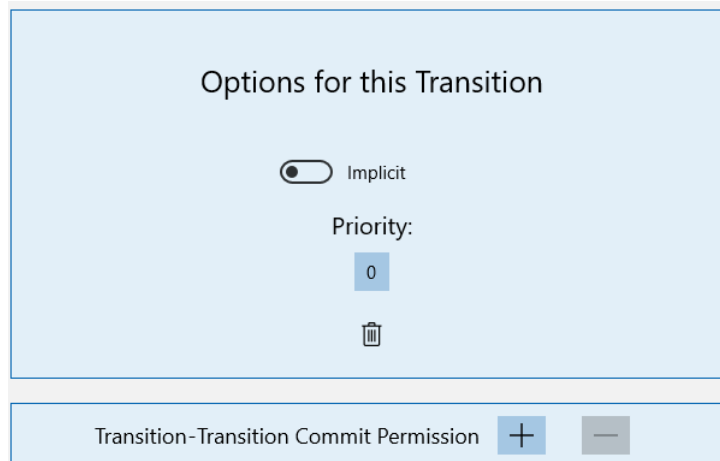 Options for this Transition
Implicit
Priority:
0
Transition-Transition Commit Permission